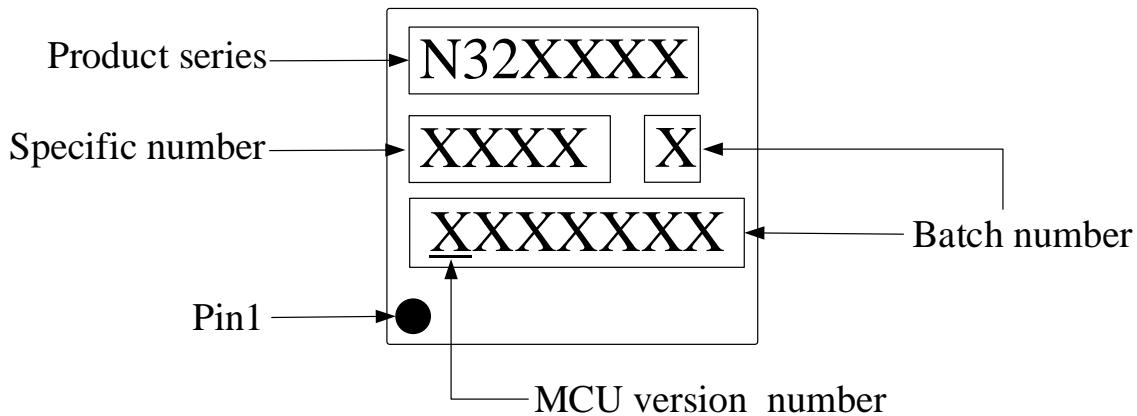 Product series
N32XXXX
Specific number
XXXX X
XXXXXXX
Batch number
Pin1
MCU version number